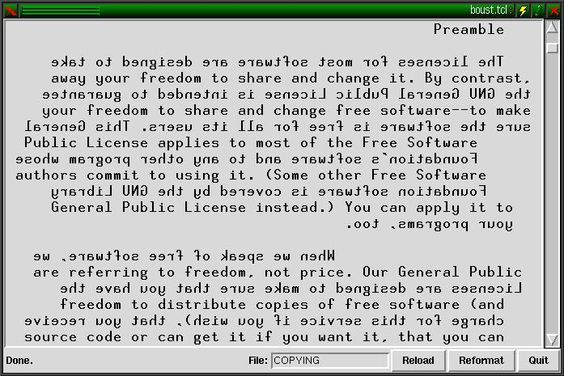 boust.tcl
Preamble
The licenses for most software are designed to take
away your freedom to share and change it. By contrast,
the GNU General Public License is intended to guarantee
your freedom to share and change free software--to make
sure the software is free for all its users. This General
Public License applies to most of the Free Software
Foundation's software and to any other program whose
authors commit to using it. (Some other Free Software
Foundation software is covered by the GNU Library
General Public License instead.) You can apply it to
your programs, too.
When we speak of free software, we
are referring to freedom, not price. Our General Public
Licenses are designed to make sure that you have the
freedom to distribute copies of free software (and
charge for this service if you wish), that you receive
source code or can get it if you want it, that you can
Done. File: COPYING Reload Reformat Quit